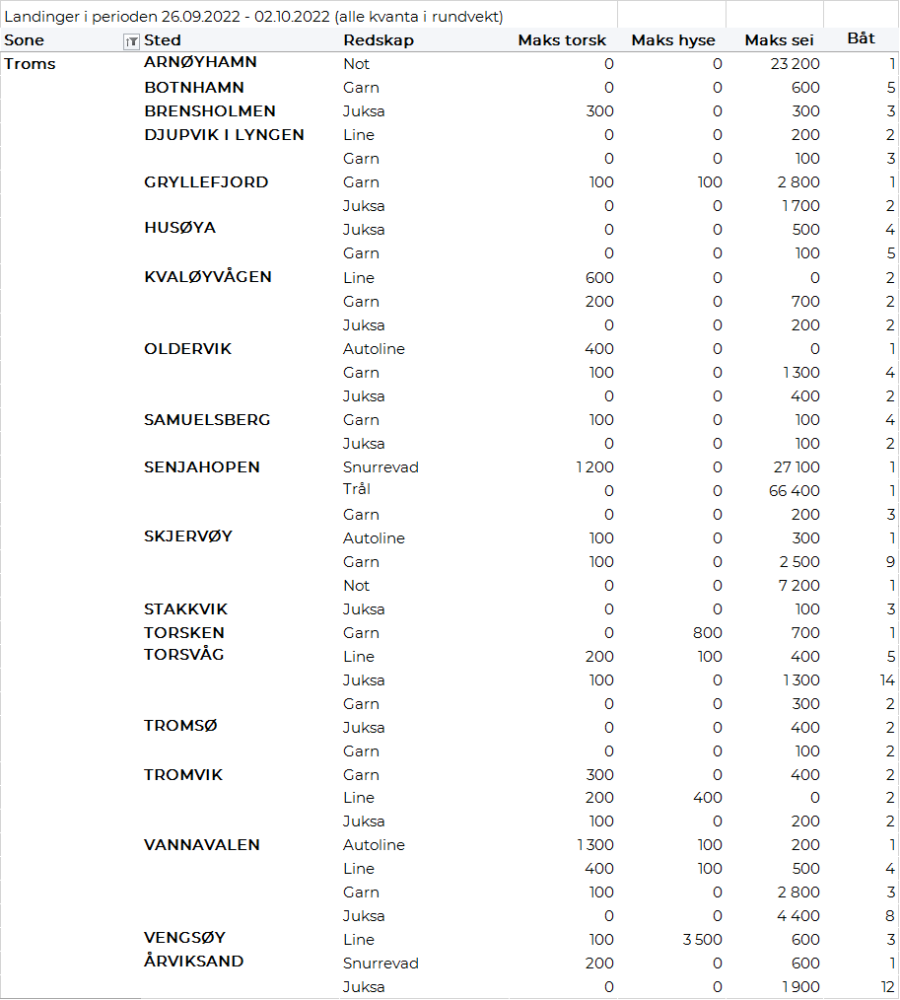 Landinger i perioden 26.09.2022 - 02.10.2022 (alle kvanta i rundvekt)
Sone Sted Redskap Maks torsk Maks hyse Maks sei Båt
Troms ARNØYHAMN Not 0 0 23 200 1
BOTNHAMN Garn 0 0 600 5
BRENSHOLMEN Juksa 300 0 300 3
DJUPVIK I LYNGEN Line 0 0 200 2
Garn 0 0 100 3
GRYLLEFJORD Garn 100 100 2 800 1
Juksa 0 0 1 700 2
HUSØYA Juksa 0 0 500 4
Garn 0 0 100 5
KVALØYVÅGEN Line 600 0 0 2
Garn 200 0 700 2
Juksa 0 0 200 2
OLDERVIK Autoline 400 0 0 1
Garn 100 0 1 300 4
Juksa 0 0 400 2
SAMUELSBERG Garn 100 0 100 4
Juksa 0 0 100 2
SENJAHOPEN Snurrevad 1 200 0 27 100 1
Trål 0 0 66 400 1
Garn 0 0 200 3
SKJERVØY Autoline 100 0 300 1
Garn 100 0 2 500 9
Not 0 0 7 200 1
STAKKVIK Juksa 0 0 100 3
TORSKEN Garn 0 800 700 1
TORSVÅG Line 200 100 400 5
Juksa 100 0 1 300 14
Garn 0 0 300 2
TROMSØ Juksa 0 0 400 2
Garn 0 0 100 2
TROMVIK Garn 300 0 400 2
Line 200 400 0 2
Juksa 100 0 200 2
VANNAVALEN Autoline 1 300 100 200 1
Line 400 100 500 4
Garn 100 0 2 800 3
Juksa 0 0 4 400 8
VENGSØY Line 100 3 500 600 3
ÅRVIKSAND Snurrevad 200 0 600 1
Juksa 0 0 1 900 12